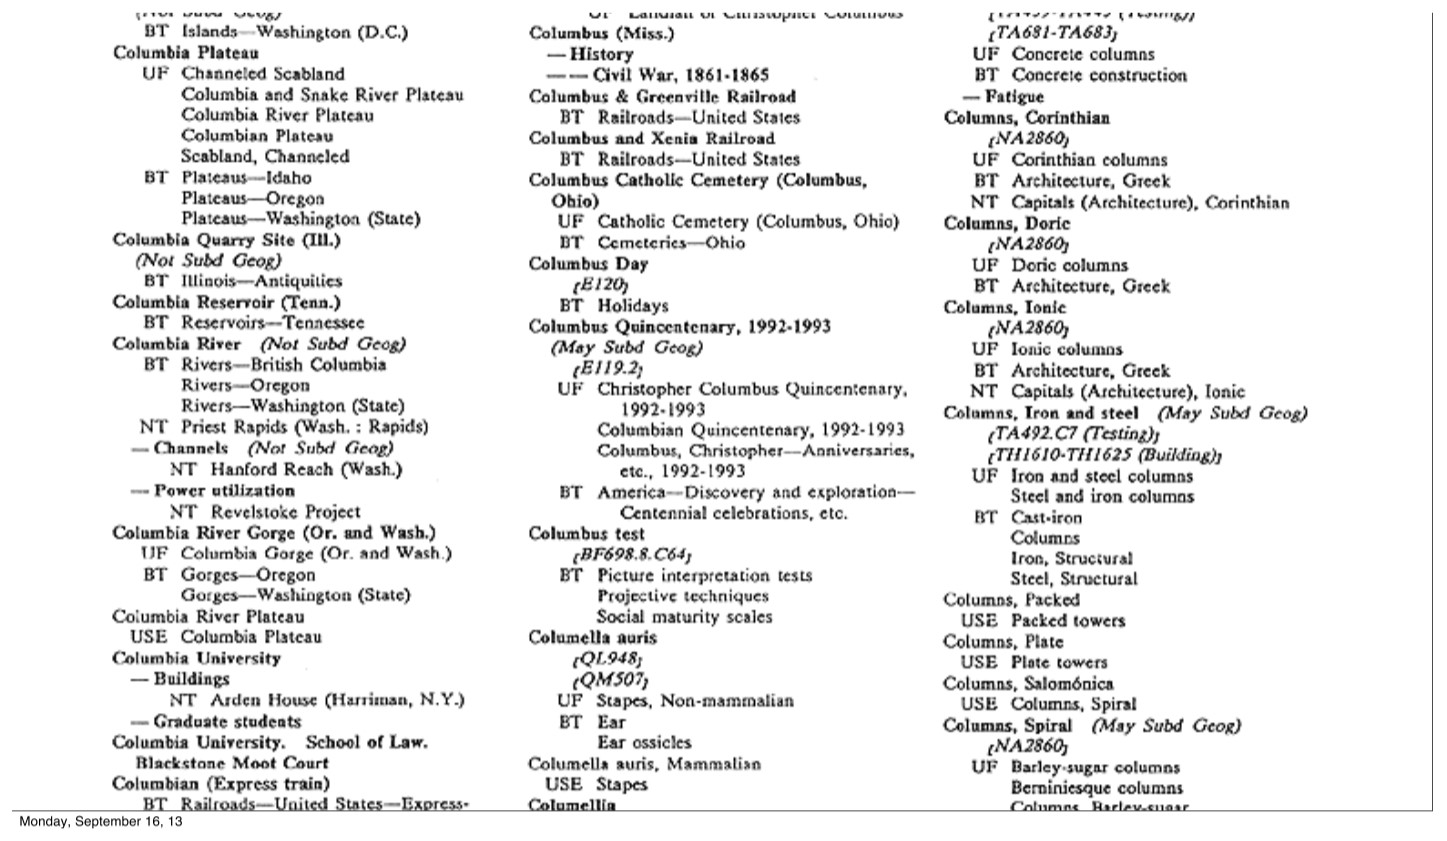 (Not Subd Geog)
BT Islands—Washington (D.C.)
Columbia Plateau
UF Channeled Scabland
Columbia and Snake River Plateau
Columbia River Plateau
Columbian Plateau
Scabland, Channeled
BT Plateaus—Idaho
Plateaus—Oregon
Plateaus—Washington (State)
Columbia Quarry Site (Ill.)
(Not Subd Geog)
BT Illinois—Antiquities
Columbia Reservoir (Tenn.)
BT Reservoirs—Tennessee
Columbia River (Not Subd Geog)
BT Rivers—British Columbia
Rivers—Oregon
Rivers—Washington (State)
NT Priest Rapids (Wash. : Rapids)
— Channels (Not Subd Geog)
NT Hanford Reach (Wash.)
— Power utilization
NT Revelstoke Project
Columbia River Gorge (Or. and Wash.)
UF Columbia Gorge (Or. and Wash.)
BT Gorges—Oregon
Gorges—Washington (State)
Columbia River Plateau
USE Columbia Plateau
Columbia University
— Buildings
NT Arden House (Harriman, N.Y.)
— Graduate students
Columbia University. School of Law.
Blackstone Moot Court
Columbian (Express train)
BT Railroads—United States—Express-
UF Landfall of Christopher Columbus
Columbus (Miss.)
— History
— — Civil War, 1861-1865
Columbus & Greenville Railroad
BT Railroads—United States
Columbus and Xenia Railroad
BT Railroads—United States
Columbus Catholic Cemetery (Columbus,
Ohio)
UF Catholic Cemetery (Columbus, Ohio)
BT Cemeteries—Ohio
Columbus Day
[E120]
BT Holidays
Columbus Quincentenary, 1992-1993
(May Subd Geog)
[E119.2]
UF Christopher Columbus Quincentenary,
1992-1993
Columbian Quincentenary, 1992-1993
Columbus, Christopher—Anniversaries,
etc., 1992-1993
BT America—Discovery and exploration—
Centennial celebrations, etc.
Columbus test
[BF698.8.C64]
BT Picture interpretation tests
Projective techniques
Social maturity scales
Columella auris
[QL948]
[QM507]
UF Stapes, Non-mammalian
BT Ear
Ear ossicles
Columella auris, Mammalian
USE Stapes
Columellia
(Testing)]
[TA681-TA683]
UF Concrete columns
BT Concrete construction
— Fatigue
Columns, Corinthian
[NA2860]
UF Corinthian columns
BT Architecture, Greek
NT Capitals (Architecture), Corinthian
Columns, Doric
[NA2860]
UF Doric columns
BT Architecture, Greek
Columns, Ionic
[NA2860]
UF Ionic columns
BT Architecture, Greek
NT Capitals (Architecture), Ionic
Columns, Iron and steel (May Subd Geog)
[TA492.C7 (Testing)]
[TH1610-TH1625 (Building)]
UF Iron and steel columns
Steel and iron columns
BT Cast-iron
Columns
Iron, Structural
Steel, Structural
Columns, Packed
USE Packed towers
Columns, Plate
USE Plate towers
Columns, Salomónica
USE Columns, Spiral
Columns, Spiral (May Subd Geog)
[NA2860]
UF Barley-sugar columns
Berniniesque columns
Columns, Barley-sugar
Monday, September 16, 13